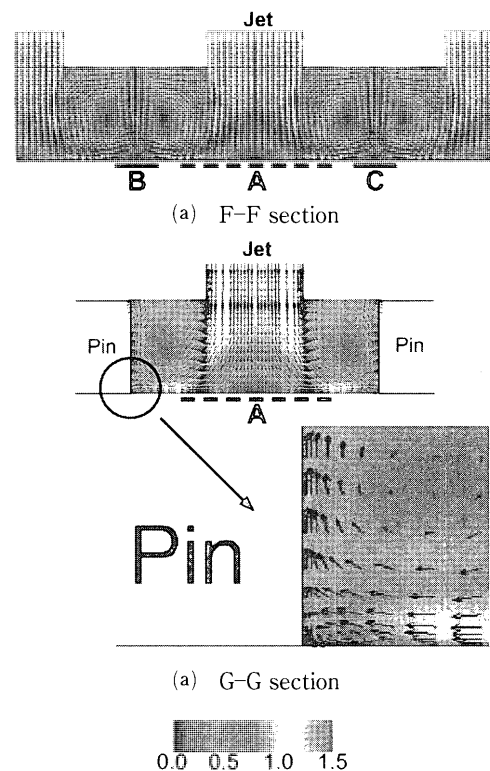 Jet
B A C
(a) F-F section
Jet
Pin Pin
A
Pin
(a) G-G section
0.0 0.5 1.0 1.5